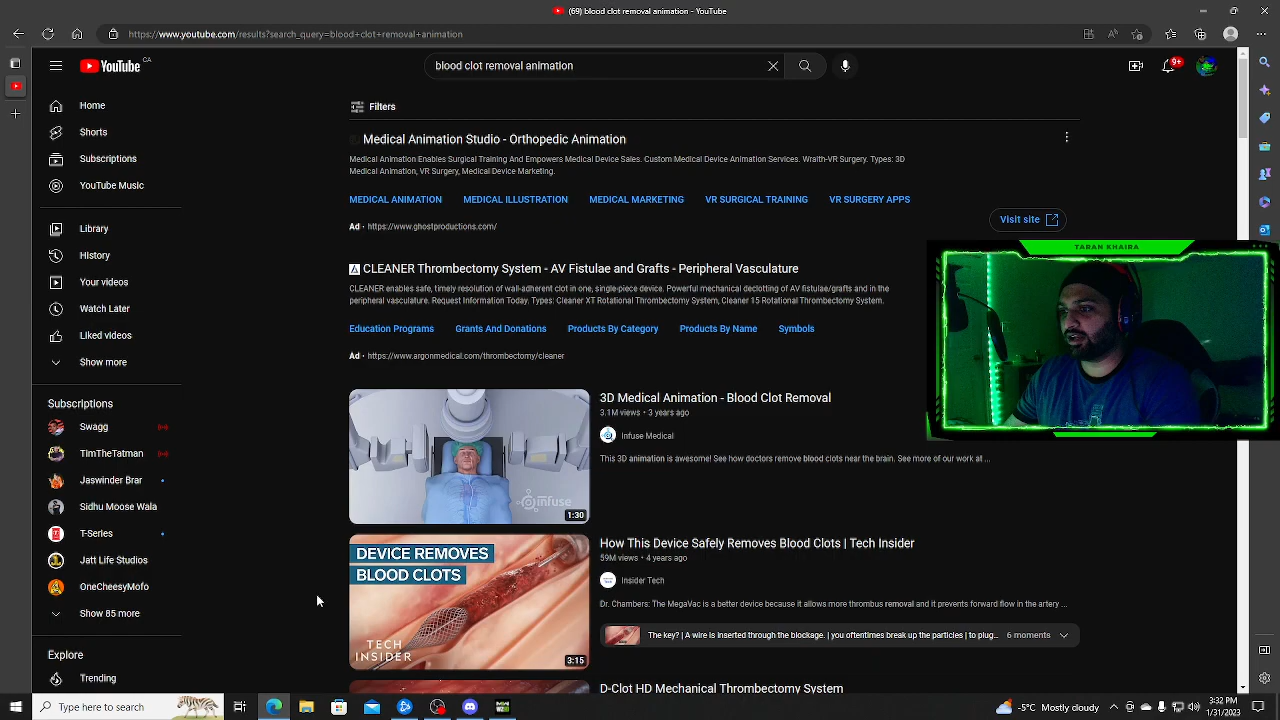 (69) blood clot removal animation - YouTube
https://www.youtube.com/results?search_query=blood+clot+removal+animation
YouTube CA
blood clot removal animation
9+
Home
Shorts
Subscriptions
YouTube Music
Library
History
Your videos
Watch Later
Liked videos
Show more
Subscriptions
Swagg
TimTheTatman
Jaswinder Brar
Sidhu Moose Wala
T-Series
Jatt Life Studios
OneCheeyMofo
Show 85 more
Explore
Trending
Filters
Medical Animation Studio - Orthopedic Animation
Medical Animation Enables Surgical Training And Empowers Medical Device Sales. Custom Medical Device Animation Services. Wraith-VR Surgery. Types: 3D
Medical Animation, VR Surgery, Medical Device Marketing.
MEDICAL ANIMATION MEDICAL ILLUSTRATION MEDICAL MARKETING VR SURGICAL TRAINING VR SURGERY APPS
Ad · https://www.ghostproductions.com/
Visit site
CLEANER Thrombectomy System - AV Fistulae and Grafts - Peripheral Vasculature
CLEANER enables safe, timely resolution of wall-adherent clot in one, single-piece device. Powerful mechanical declotting of AV fistulae/grafts and in the
peripheral vasculature. Request Information Today. Types: Cleaner XT Rotational Thrombectomy System, Cleaner 15 Rotational Thrombectomy System.
Education Programs Grants And Donations Products By Category Products By Name Symbols
Ad · https://www.argonmedical.com/thrombectomy/cleaner
TARAN KHAIRA
infuse
1:30
3D Medical Animation - Blood Clot Removal
3.1M views • 3 years ago
Infuse Medical
This 3D animation is awesome! See how doctors remove blood clots near the brain. See more of our work at ...
DEVICE REMOVES
BLOOD CLOTS
TECH
INSIDER
3:15
How This Device Safely Removes Blood Clots | Tech Insider
59M views • 4 years ago
Insider Tech
Dr. Chambers: The MegaVac is a better device because it allows more thrombus removal and it prevents forward flow in the artery ...
The key? | A wire is inserted through the blockage | you oftentimes break up the particles | to plug...
6 moments
D-Clot HD Mechanical Thrombectomy System
Type here to search
-5°C Mostly cloudy
3:32 PM
1/31/2023